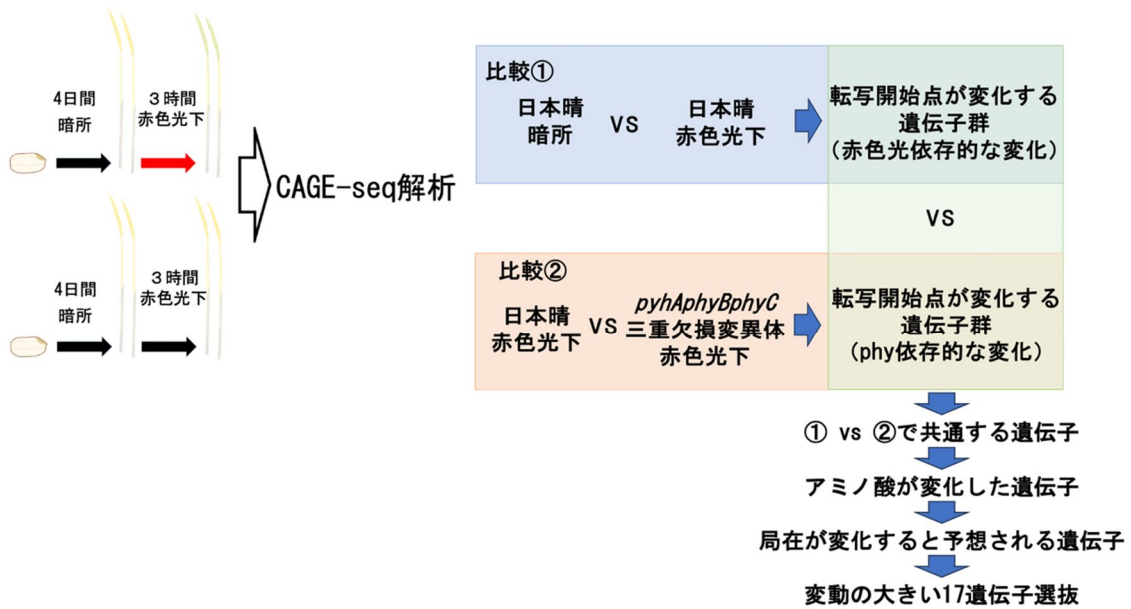 4日間
暗所
3時間
赤色光下
4日間
暗所
3時間
赤色光下
CAGE-seq解析
比較①
日本晴
暗所
VS
日本晴
赤色光下
転写開始点が変化する
遺伝子群
(赤色光依存的な変化)
VS
比較②
日本晴
赤色光下
VS
pyhAphyBphyC
三重欠損変異体
赤色光下
転写開始点が変化する
遺伝子群
(phy依存的な変化)
① vs ②で共通する遺伝子
アミノ酸が変化した遺伝子
局在が変化すると予想される遺伝子
変動の大きい17遺伝子選抜